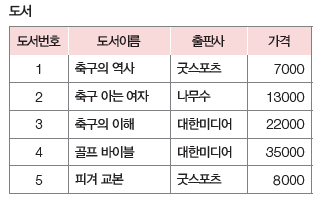 도서
도서번호 도서이름 출판사 가격
1 축구의 역사 굿스포츠 7000
2 축구 아는 여자 나무수 13000
3 축구의 이해 대한미디어 22000
4 골프 바이블 대한미디어 35000
5 피겨 교본 굿스포츠 8000